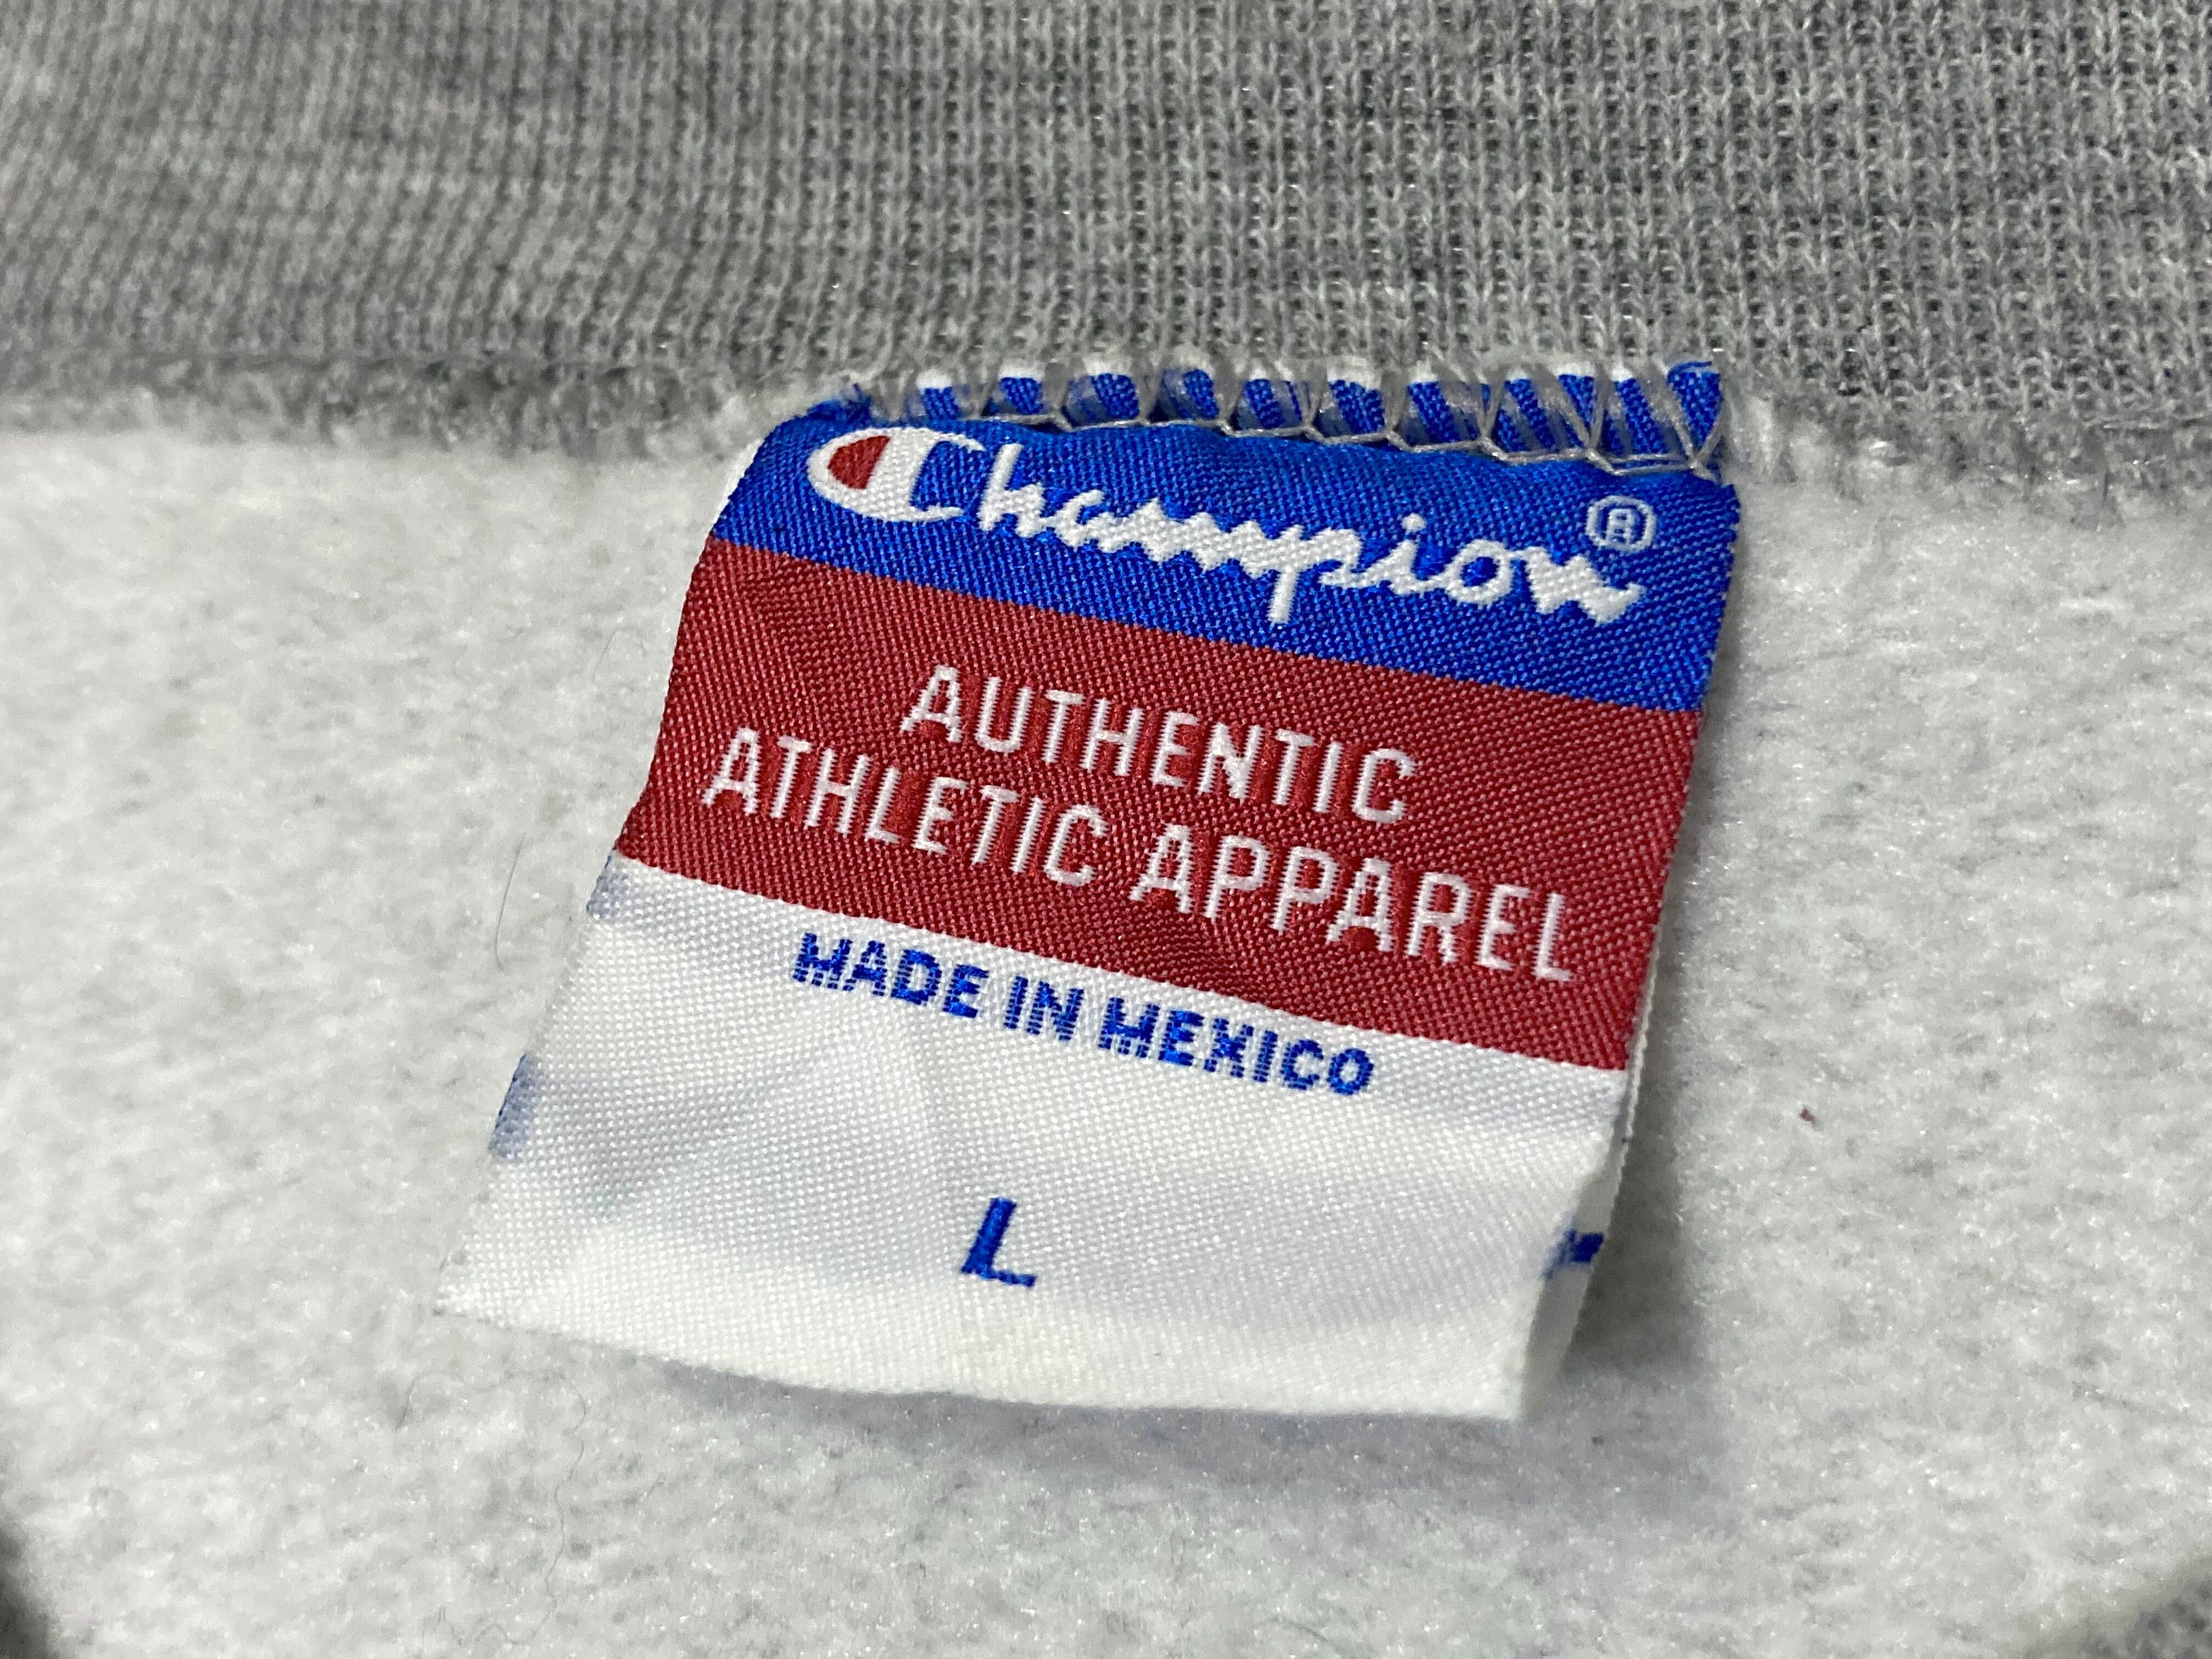 Champion®
AUTHENTIC
ATHLETIC APPAREL
MADE IN MEXICO
L